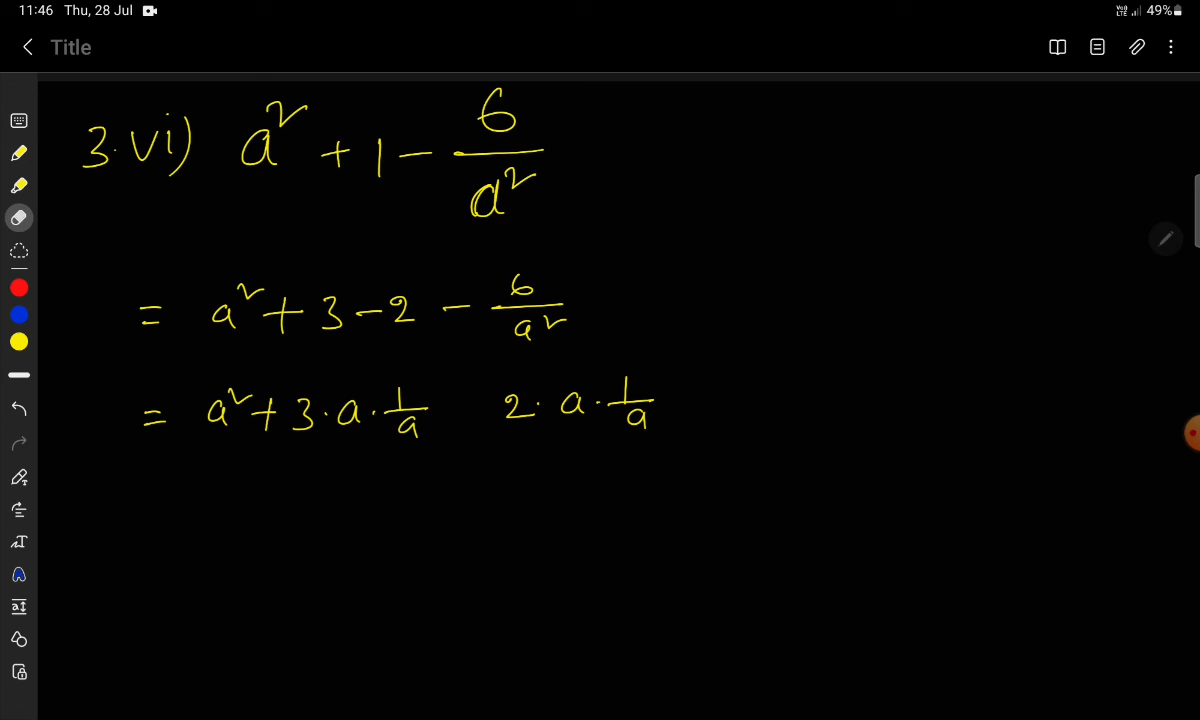 11:46 Thu, 28 Jul 49%
Title
3.vi) a² + 1 - 6/a²
= a² + 3 - 2 - 6/a²
= a² + 3·a·1/a 2·a·1/a